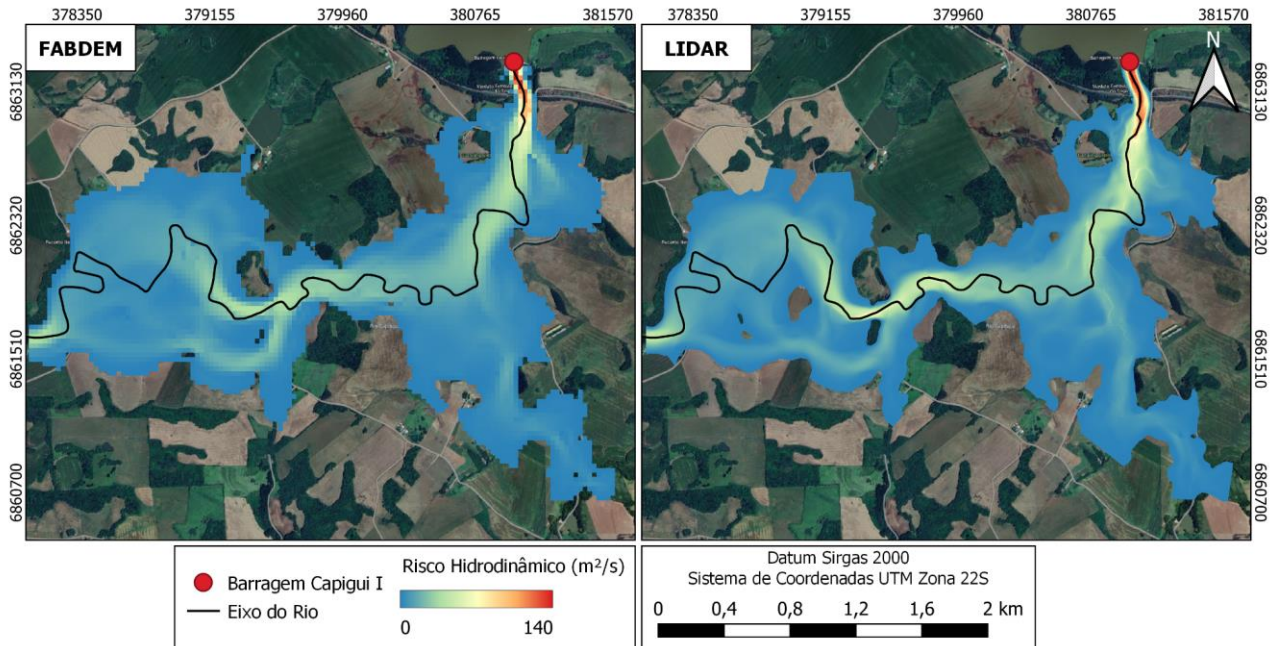 378350 379155 379960 380765 381570 378350 379155 379960 380765 381570
FABDEM
LIDAR
N
6863130
6862320
6861510
6860700
6863130
6862320
6861510
6860700
Risco Hidrodinâmico (m²/s)
Barragem Capigui I
Eixo do Rio
0 140
Datum Sirgas 2000
Sistema de Coordenadas UTM Zona 22S
0 0,4 0,8 1,2 1,6 2 km